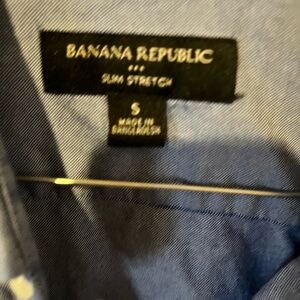 BANANA REPUBLIC
SLIM STRETCH
S
MADE IN
BANGLADESH